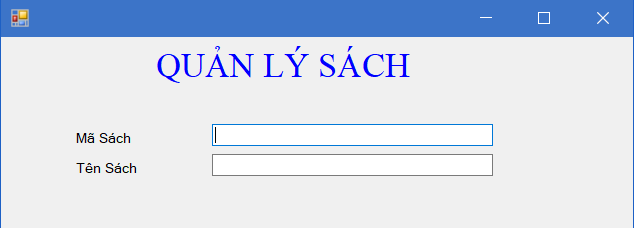 QUẢN LÝ SÁCH
Mã Sách
Tên Sách